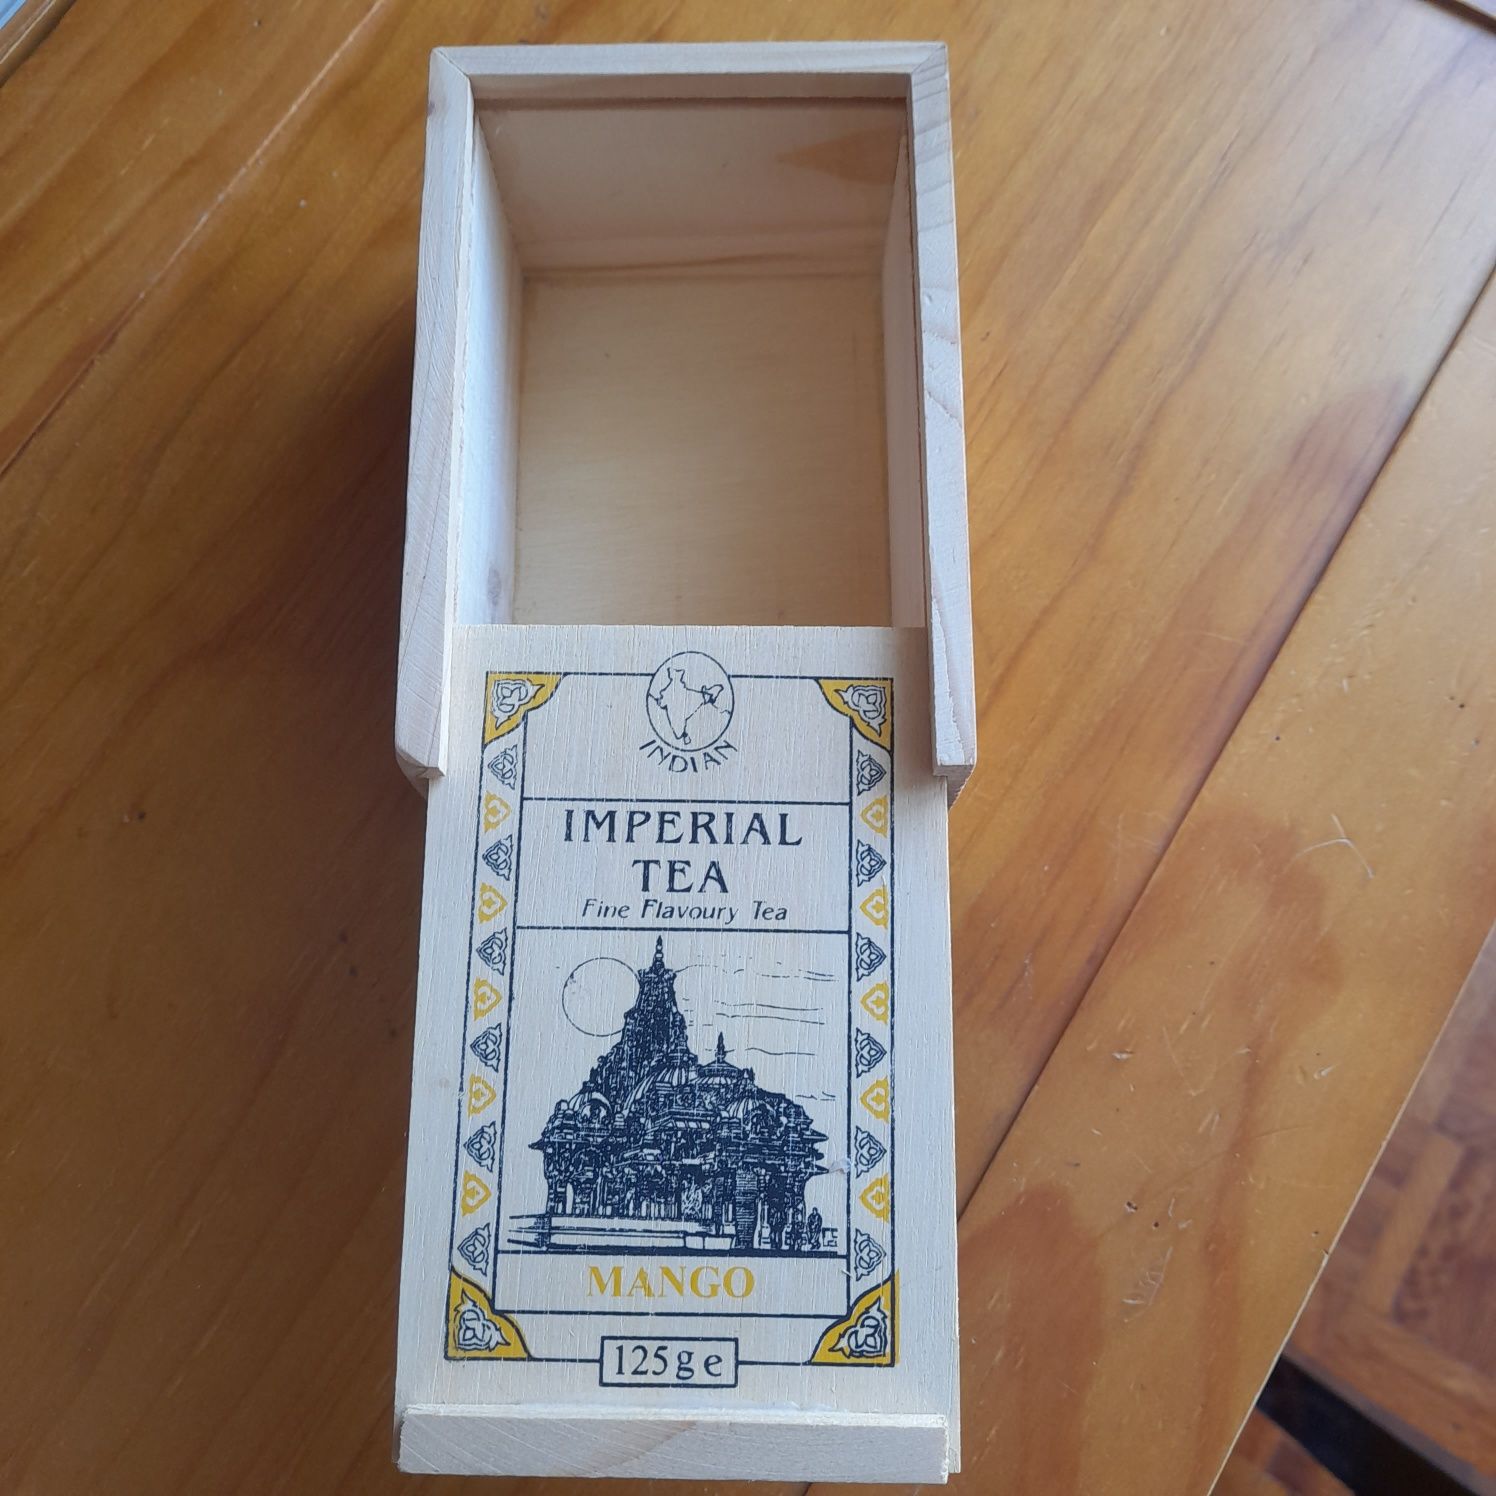 INDIAN
IMPERIAL
TEA
Fine Flavoury Tea
MANGO
125g e